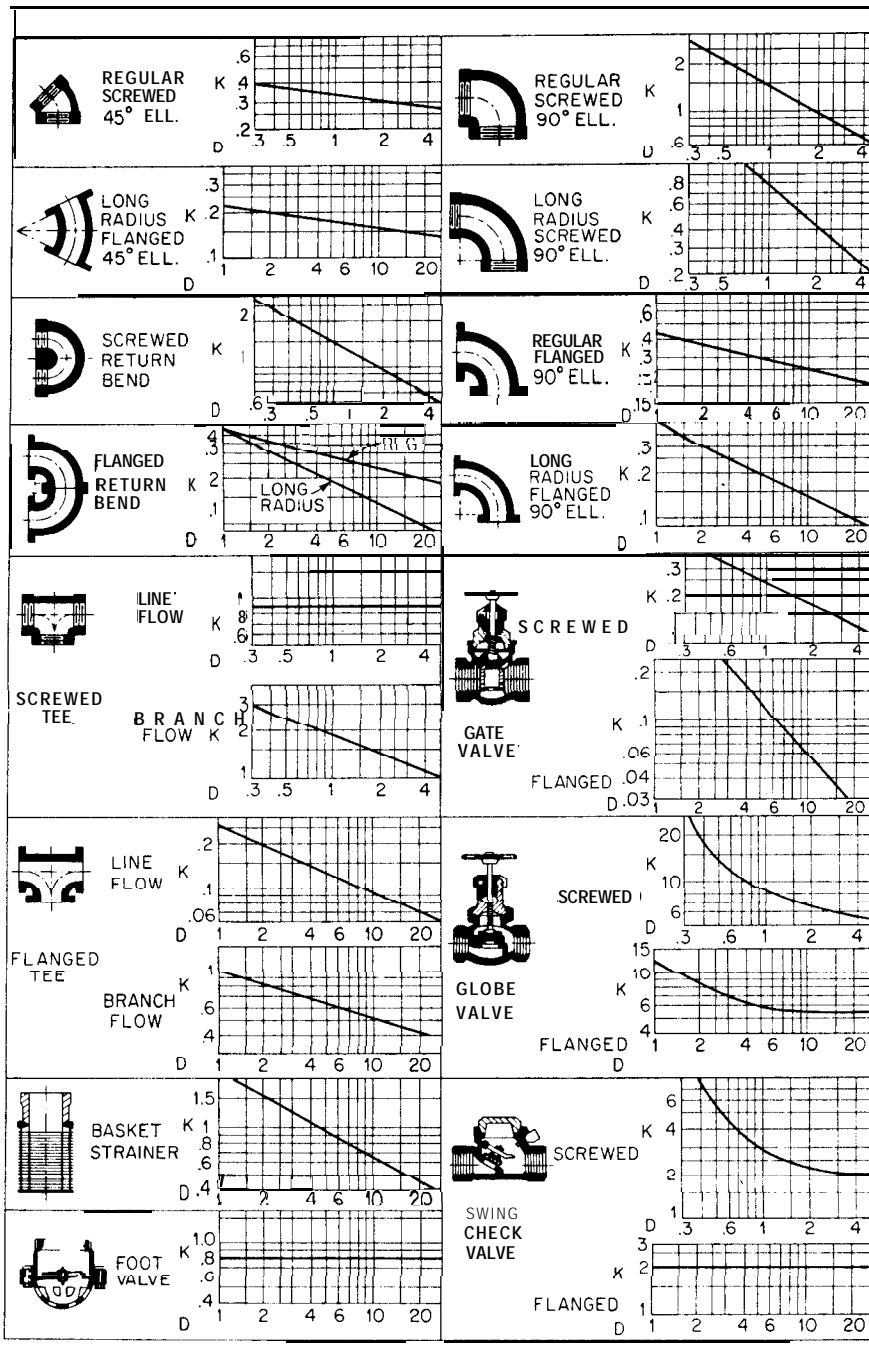 REGULAR
SCREWED
45° ELL.
K
.6
.4
.3
.2
D
.3 .5 1 2 4
REGULAR
SCREWED
90° ELL.
K
2
1
.6
D
.3 .5 1 2 4
LONG
RADIUS
FLANGED
45° ELL.
K
.3
.2
.1
D
1 2 4 6 10 20
LONG
RADIUS
SCREWED
90° ELL.
K
.8
.6
.4
.3
.2
D
.3 .5 1 2 4
SCREWED
RETURN
BEND
K
2
1
.6
D
.3 .5 1 2 4
REGULAR
FLANGED
90° ELL.
K
.6
.4
.3
.15
D
1 2 4 6 10 20
FLANGED
RETURN
BEND
K
.4
.3
.2
.1
REG
LONG
RADIUS
D
1 2 4 6 10 20
LONG
RADIUS
FLANGED
90° ELL.
K
.3
.2
.1
D
1 2 4 6 10 20
SCREWED
TEE
LINE
FLOW
K
1
.8
.6
D
.3 .5 1 2 4
BRANCH
FLOW
K
3
2
1
D
.3 .5 1 2 4
GATE
VALVE
SCREWED
K
.3
.2
.1
D
.3 .6 1 2 4
FLANGED
K
.2
.1
.06
.04
.03
D
1 2 4 6 10 20
FLANGED
TEE
LINE
FLOW
K
.2
.1
.06
D
1 2 4 6 10 20
BRANCH
FLOW
K
1
.6
.4
D
1 2 4 6 10 20
GLOBE
VALVE
SCREWED
K
20
10
6
D
.3 .6 1 2 4
FLANGED
K
15
10
6
4
D
1 2 4 6 10 20
BASKET
STRAINER
K
1.5
1
.8
.6
.4
D
1 2 4 6 10 20
FOOT
VALVE
K
1.0
.8
.6
.4
D
1 2 4 6 10 20
SWING
CHECK
VALVE
SCREWED
K
6
4
2
1
D
.3 .6 1 2 4
FLANGED
K
3
2
1
D
1 2 4 6 10 20